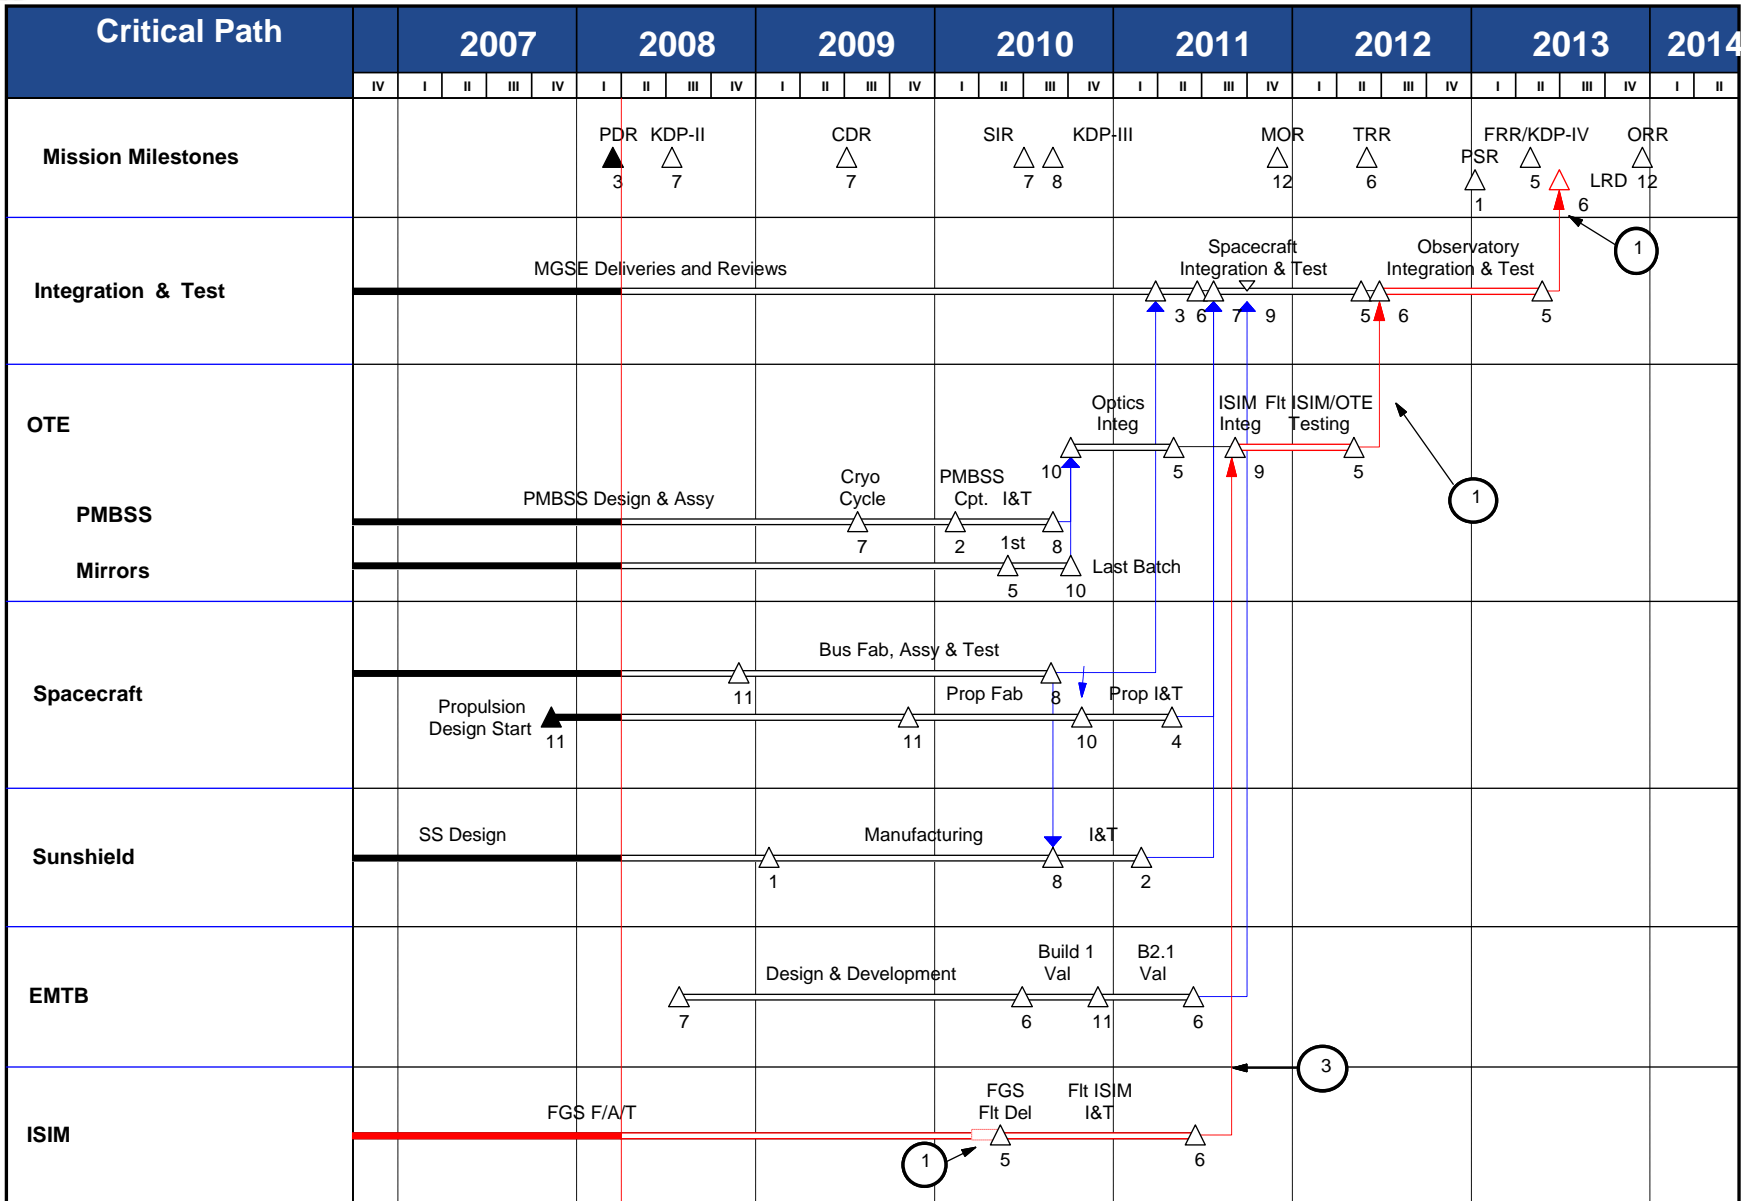 Critical Path
2007 2008 2009 2010 2011 2012 2013 2014
IV I II III IV I II III IV I II III IV I II III IV I II III IV I II III IV I II III IV I II
Mission Milestones
PDR KDP-II CDR SIR KDP-III MOR TRR FRR/KDP-IV ORR
PSR
3 7 7 7 8 12 6 5 LRD 12
1 6
1
Integration & Test
MGSE Deliveries and Reviews
Spacecraft
Integration & Test
Observatory
Integration & Test
3 6 7 9 5 6 5
OTE
Optics
Integ
ISIM
Integ
Flt ISIM/OTE
Testing
10 5 9 5
1
PMBSS
PMBSS Design & Assy
Cryo
Cycle
PMBSS
Cpt. I&T
7 2 8
Mirrors
1st
Last Batch
5 10
Spacecraft
Bus Fab, Assy & Test
11 8
Propulsion
Design Start
Prop Fab
Prop I&T
11 11 10 4
Sunshield
SS Design
Manufacturing
I&T
1 8 2
EMTB
Design & Development
Build 1
Val
B2.1
Val
7 6 11 6
3
ISIM
FGS F/A/T
FGS
Flt Del
Flt ISIM
I&T
1 5 6